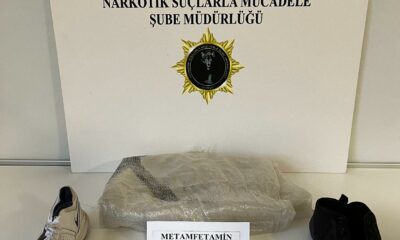 NARKOTİK SUÇLARLA MÜCADELE
ŞUBE MÜDÜRLÜĞÜ
METAMFETAMİN